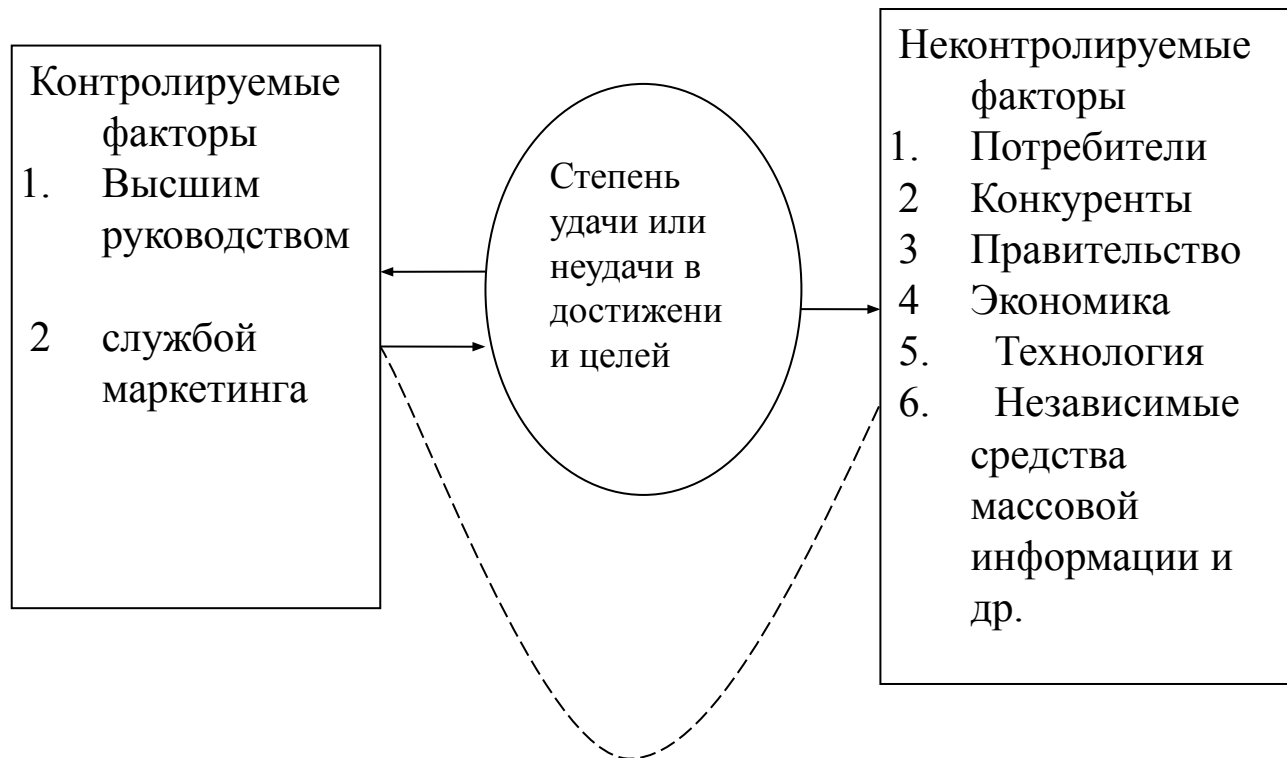 Контролируемые
факторы
1. Высшим
руководством
2 службой
маркетинга
Степень
удачи или
неудачи в
достижени
и целей
Неконтролируемые
факторы
1. Потребители
2 Конкуренты
3 Правительство
4 Экономика
5. Технология
6. Независимые
средства
массовой
информации и
др.